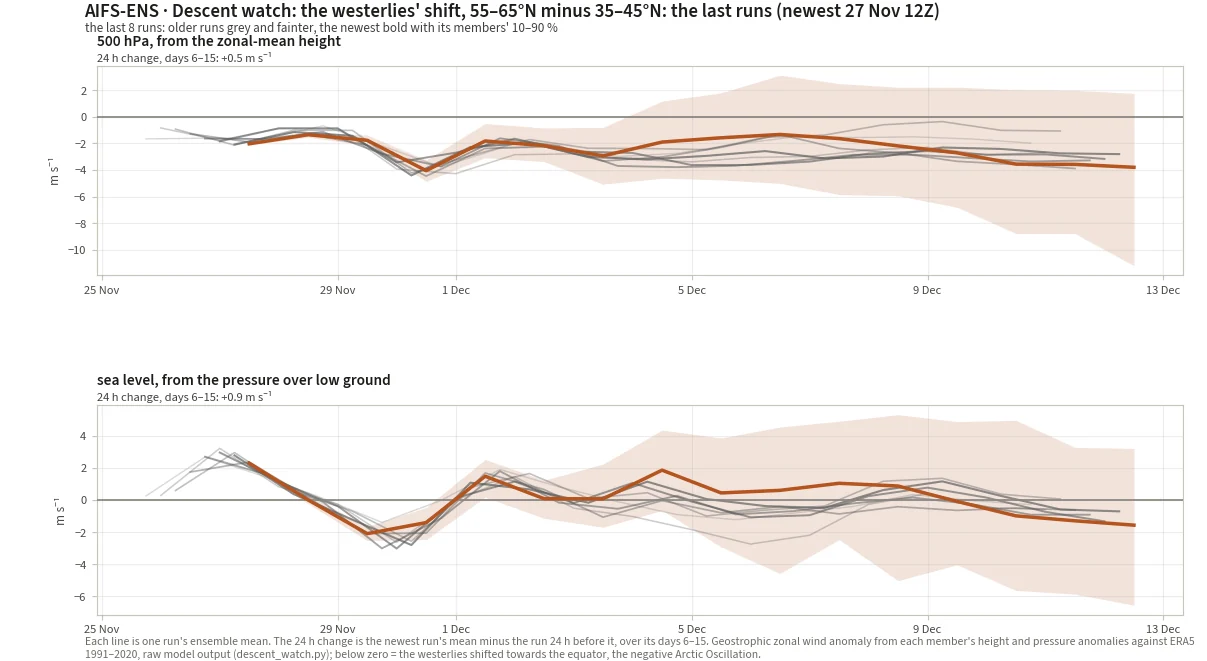 AIFS-ENS · Descent watch: the westerlies' shift, 55–65°N minus 35–45°N: the last runs (newest 27 Nov 12Z)
the last 8 runs: older runs grey and fainter, the newest bold with its members' 10–90 %
500 hPa, from the zonal-mean height
24 h change, days 6–15: +0.5 m s⁻¹
2
0
−2
−4
−6
−8
−10
m s⁻¹
25 Nov 29 Nov 1 Dec 5 Dec 9 Dec 13 Dec
sea level, from the pressure over low ground
24 h change, days 6–15: +0.9 m s⁻¹
4
2
0
−2
−4
−6
m s⁻¹
25 Nov 29 Nov 1 Dec 5 Dec 9 Dec 13 Dec
Each line is one run's ensemble mean. The 24 h change is the newest run's mean minus the run 24 h before it, over its days 6–15. Geostrophic zonal wind anomaly from each member's height and pressure anomalies against ERA5
1991–2020, raw model output (descent_watch.py); below zero = the westerlies shifted towards the equator, the negative Arctic Oscillation.